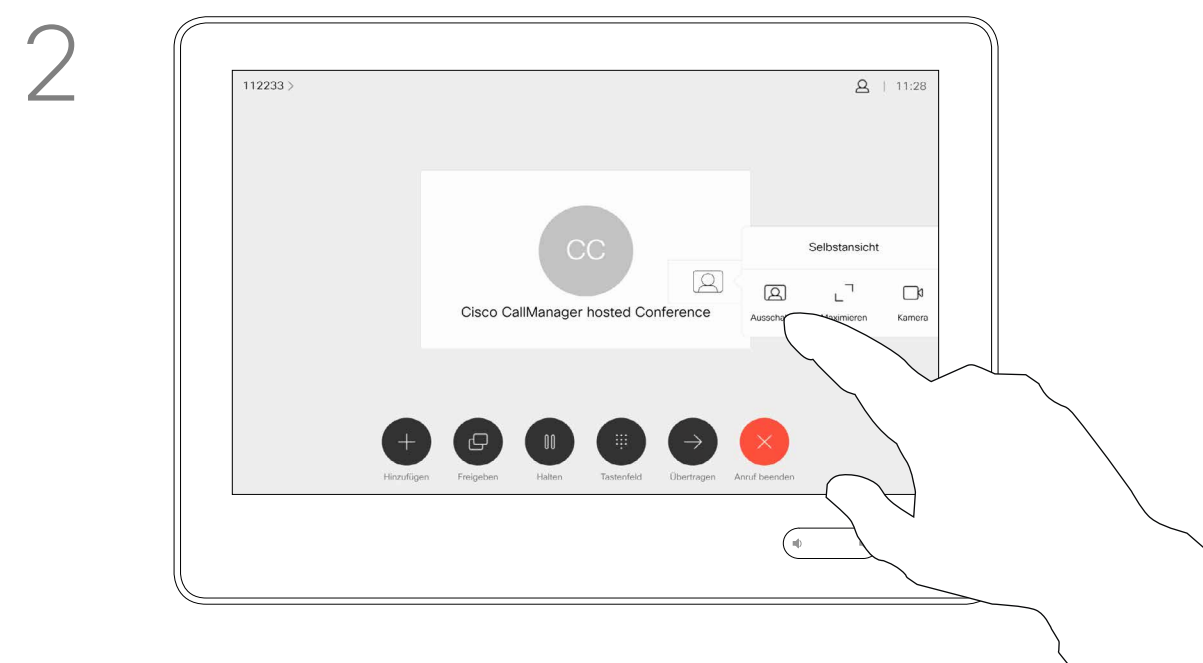 2
112233 >
11:28
CC
Selbstansicht
Cisco CallManager hosted Conference
Kamera
Hinzufügen Freigeben Halten Tastenfeld Übertragen Anruf beenden